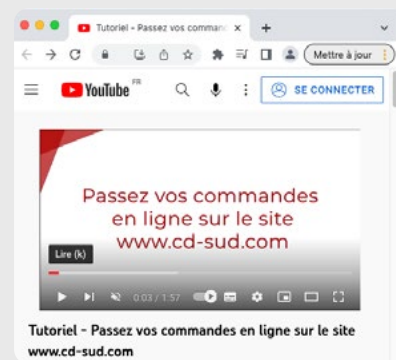 Tutoriel - Passez vos comman
Mettre à jour
YouTube FR
SE CONNECTER
Passez vos commandes
en ligne sur le site
www.cd-sud.com
Lire (k)
0:03 / 1:57
Tutoriel - Passez vos commandes en ligne sur le site
www.cd-sud.com